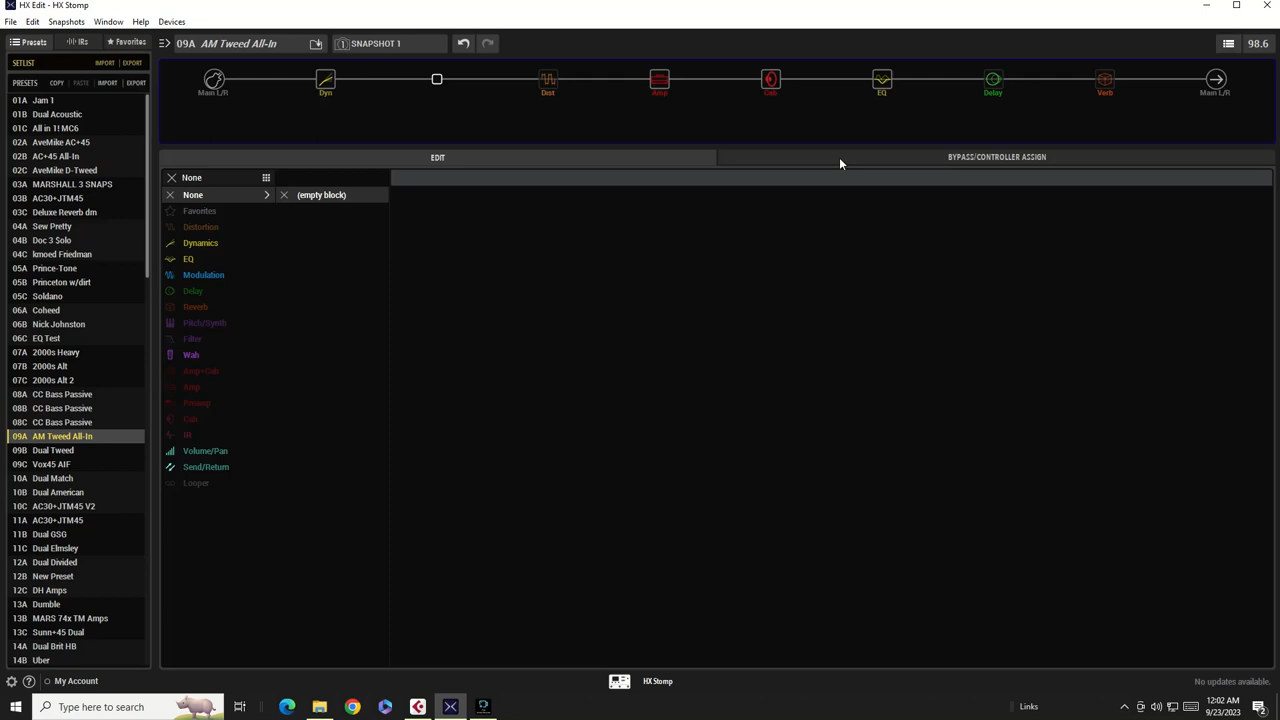 HX Edit - HX Stomp
File Edit Snapshots Window Help Devices
Presets IRs Favorites
09A AM Tweed All-In
1 SNAPSHOT 1
98.6
SETLIST IMPORT EXPORT
PRESETS COPY PASTE IMPORT EXPORT
01A Jam 1
01B Dual Acoustic
01C All in 1! MC6
02A AveMike AC+45
02B AC+45 All-In
02C AveMike D-Tweed
03A MARSHALL 3 SNAPS
03B AC30+JTM45
03C Deluxe Reverb dm
04A Sew Pretty
04B Doc 3 Solo
04C kmoed Friedman
05A Prince-Tone
05B Princeton w/dirt
05C Soldano
06A Coheed
06B Nick Johnston
06C EQ Test
07A 2000s Heavy
07B 2000s Alt
07C 2000s Alt 2
08A CC Bass Passive
08B CC Bass Passive
08C CC Bass Passive
09A AM Tweed All-In
09B Dual Tweed
09C Vox45 AIF
10A Dual Match
10B Dual American
10C AC30+JTM45 V2
11A AC30+JTM45
11B Dual GSG
11C Dual Elmsley
12A Dual Divided
12B New Preset
12C DH Amps
13A Dumble
13B MARS 74x TM Amps
13C Sunn+45 Dual
14A Dual Brit HB
14B Uber
Main L/R Dyn Dist Amp Cab EQ Delay Verb Main L/R
EDIT
BYPASS/CONTROLLER ASSIGN
None
None
(empty block)
Favorites
Distortion
Dynamics
EQ
Modulation
Delay
Reverb
Pitch/Synth
Filter
Wah
Amp+Cab
Amp
Preamp
Cab
IR
Volume/Pan
Send/Return
Looper
My Account
HX Stomp
No updates available.
Type here to search
Links
12:02 AM
9/23/2023
2